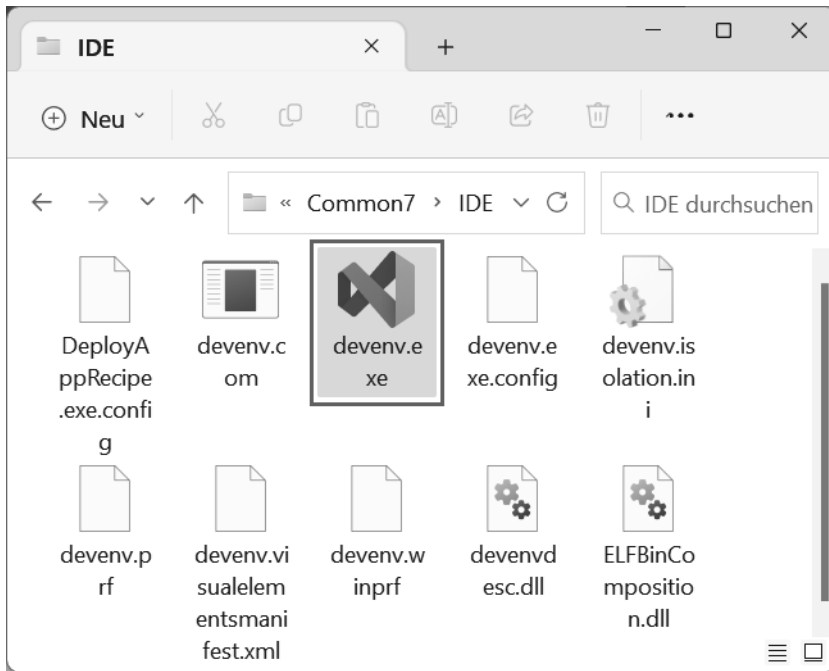 IDE
Neu
« Common7 › IDE
IDE durchsuchen
DeployA
ppRecipe
.exe.confi
g
devenv.c
om
devenv.e
xe
devenv.e
xe.config
devenv.is
olation.in
i
devenv.p
rf
devenv.vi
sualelem
entsmani
fest.xml
devenv.w
inprf
devenvd
esc.dll
ELFBinCo
mpositio
n.dll